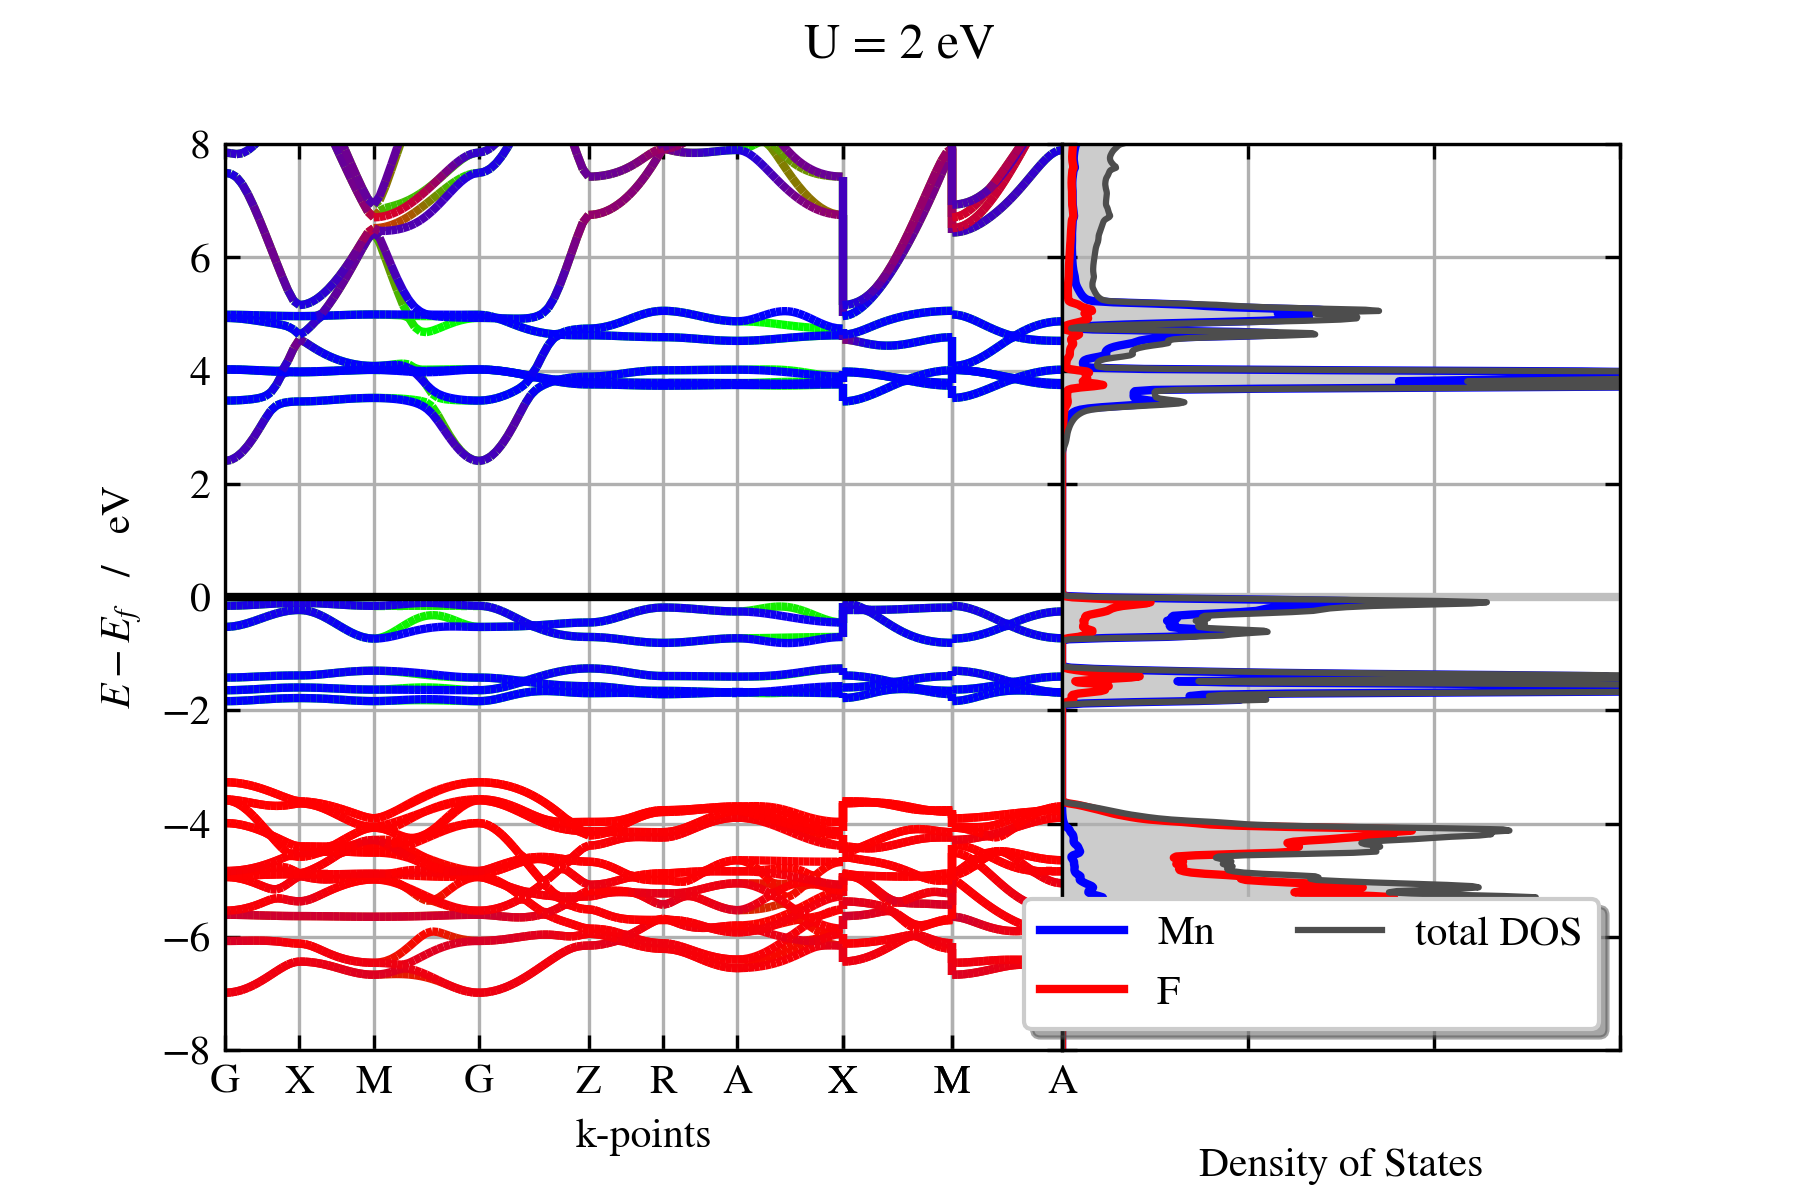 U = 2 eV
8
6
4
2
0
−2
−4
−6
−8
E − E_f / eV
G X M G Z R A X M A
k-points
Mn
F
total DOS
Density of States